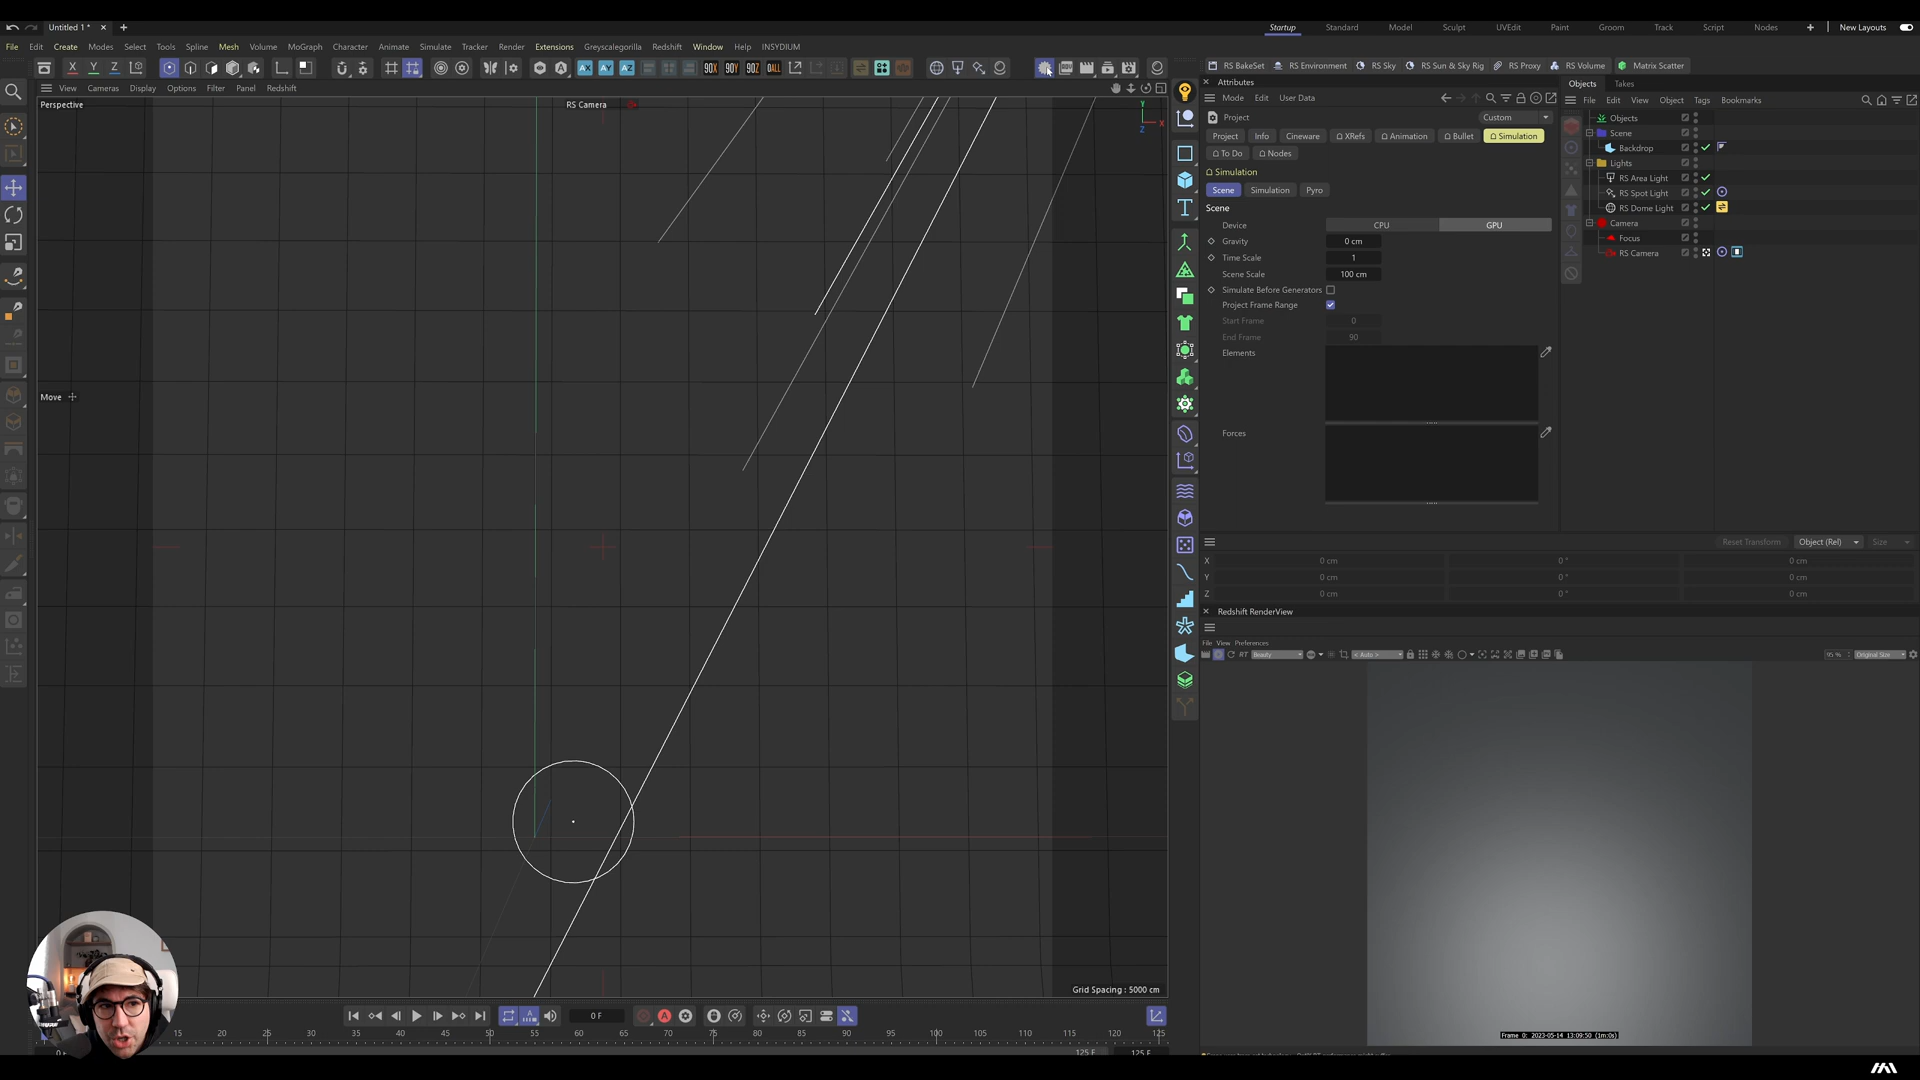 Untitled 1 *
Startup Standard Model Sculpt UVEdit Paint Groom Track Script Nodes New Layouts
File Edit Create Modes Select Tools Spline Mesh Volume MoGraph Character Animate Simulate Tracker Render Extensions Greyscalegorilla Redshift Window Help INSYDIUM
X Y Z 90X 90Y 90Z 0ALL
RS BakeSet RS Environment RS Sky RS Sun & Sky Rig RS Proxy RS Volume Matrix Scatter
View Cameras Display Options Filter Panel Redshift
Perspective
RS Camera
Y
X
Z
Move
Grid Spacing : 5000 cm
Attributes
Mode Edit User Data
Project
Custom
Project Info Cineware XRefs Animation Bullet Simulation
To Do Nodes
Simulation
Scene Simulation Pyro
Scene
Device CPU GPU
Gravity 0 cm
Time Scale 1
Scene Scale 100 cm
Simulate Before Generators
Project Frame Range
Start Frame 0
End Frame 90
Elements
Forces
Objects Takes
File Edit View Object Tags Bookmarks
Objects
Scene
Backdrop
Lights
RS Area Light
RS Spot Light
RS Dome Light
Camera
Focus
RS Camera
Reset Transform Object (Rel) Size
X 0 cm 0 ° 0 cm
Y 0 cm 0 ° 0 cm
Z 0 cm 0 ° 0 cm
Redshift RenderView
File View Preferences
RT Beauty < Auto > 95 % Original Size
Frame 0: 2023-05-14 13:09:50 (1m:0s)
0 F
15 20 25 30 35 40 45 50 55 60 65 70 75 80 85 90 95 100 105 110 115 120 125
125 F 125 F